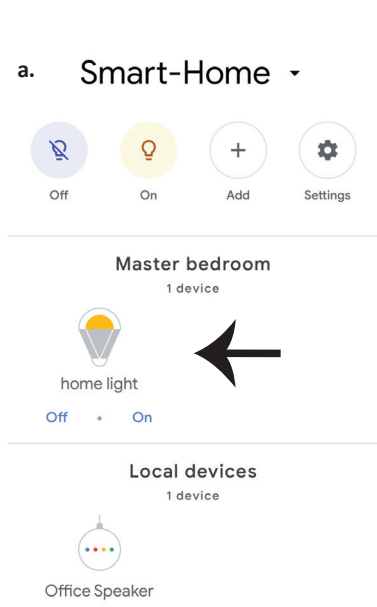 a. Smart-Home
Off On Add Settings
Master bedroom
1 device
home light
Off • On
Local devices
1 device
Office Speaker